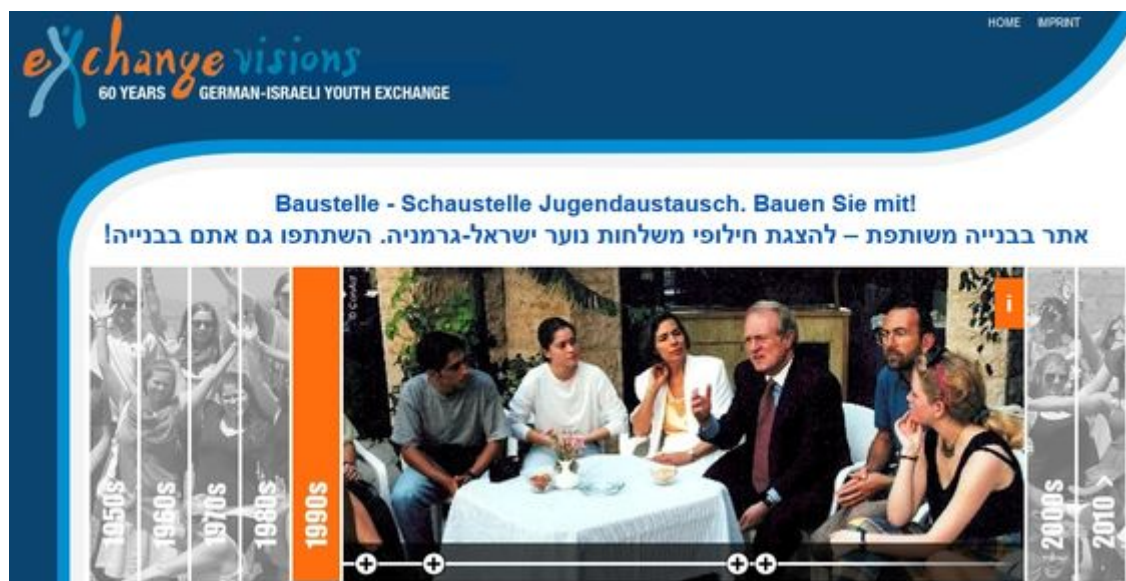 HOME IMPRINT
eXchange visions
60 YEARS GERMAN-ISRAELI YOUTH EXCHANGE
Baustelle - Schaustelle Jugendaustausch. Bauen Sie mit!
אתר בבנייה משותפת – להצגת חילופי משלחות נוער ישראל-גרמניה. השתתפו גם אתם בבנייה!
© ConAct
i
1950s
1960s
1970s
1980s
1990s
2000s
2010 >